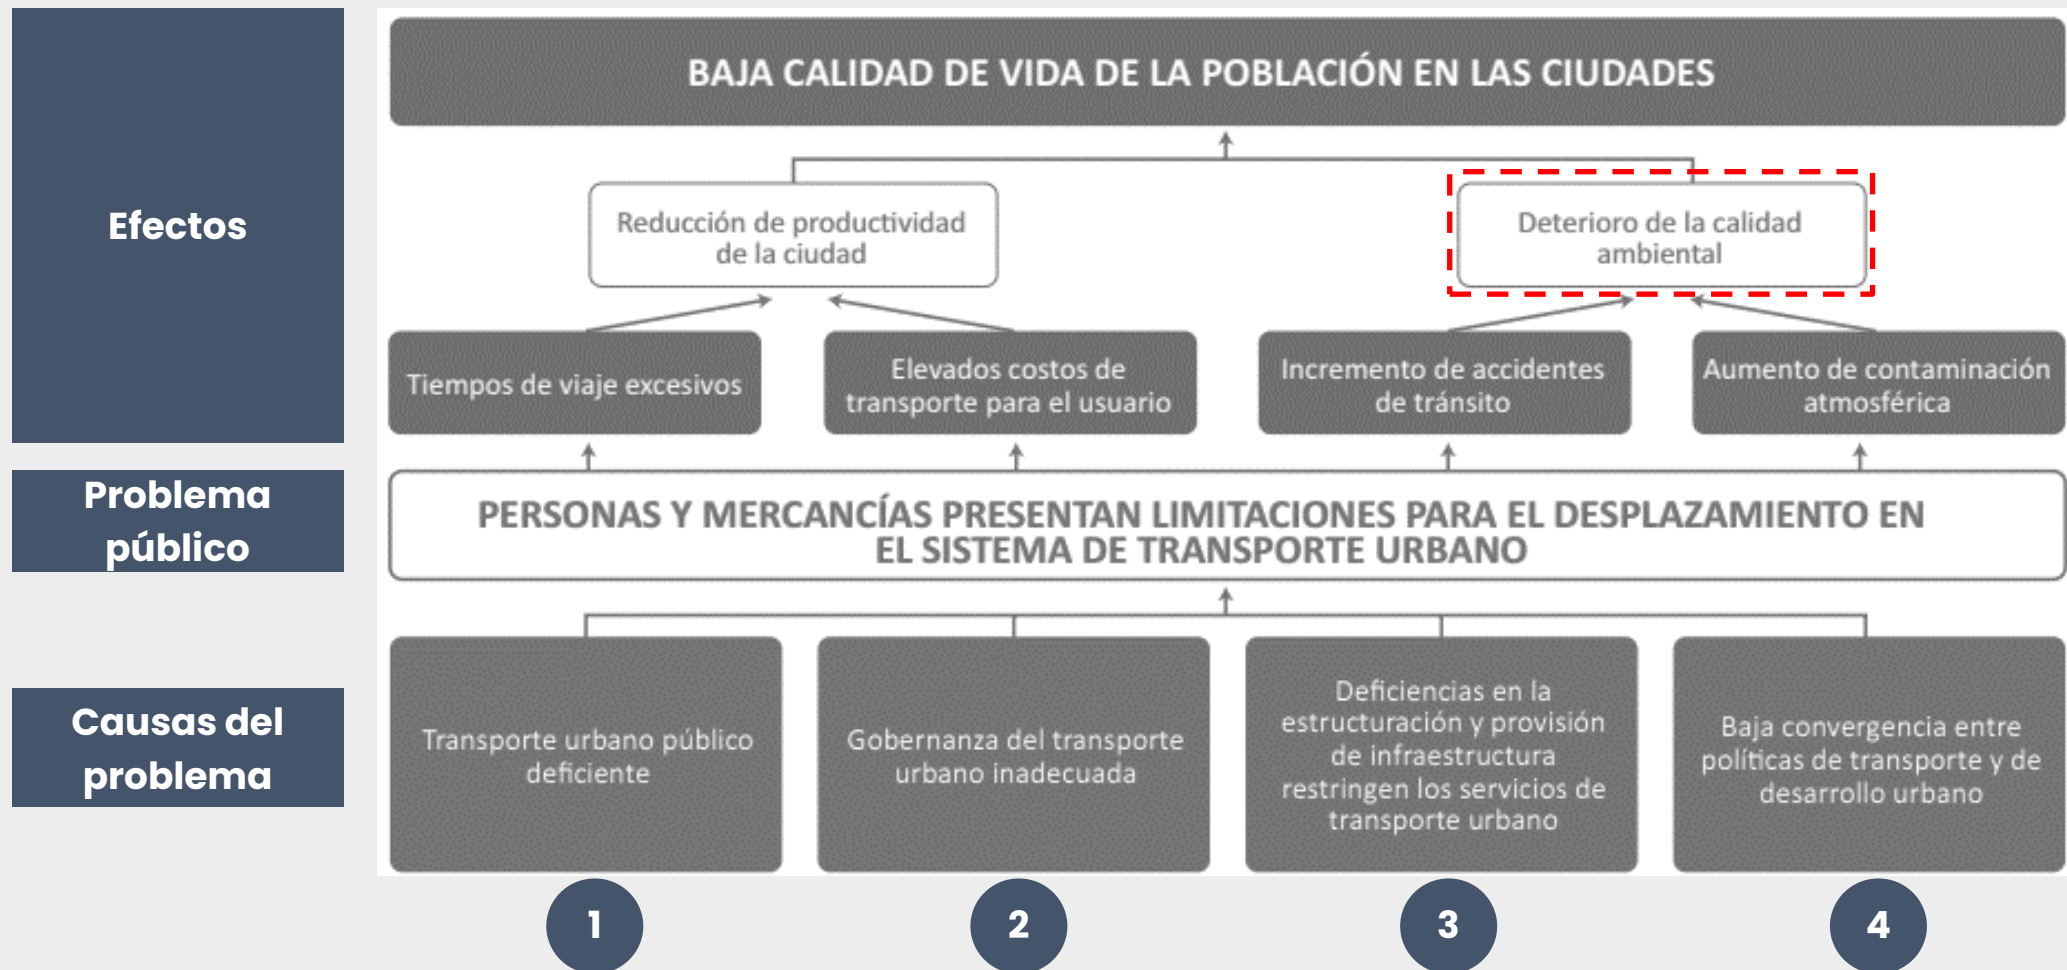 Efectos
BAJA CALIDAD DE VIDA DE LA POBLACIÓN EN LAS CIUDADES
Reducción de productividad
de la ciudad
Deterioro de la calidad
ambiental
Tiempos de viaje excesivos
Elevados costos de
transporte para el usuario
Incremento de accidentes
de tránsito
Aumento de contaminación
atmosférica
Problema
público
PERSONAS Y MERCANCÍAS PRESENTAN LIMITACIONES PARA EL DESPLAZAMIENTO EN
EL SISTEMA DE TRANSPORTE URBANO
Causas del
problema
Transporte urbano público
deficiente
Gobernanza del transporte
urbano inadecuada
Deficiencias en la
estructuración y provisión
de infraestructura
restringen los servicios de
transporte urbano
Baja convergencia entre
políticas de transporte y de
desarrollo urbano
1
2
3
4